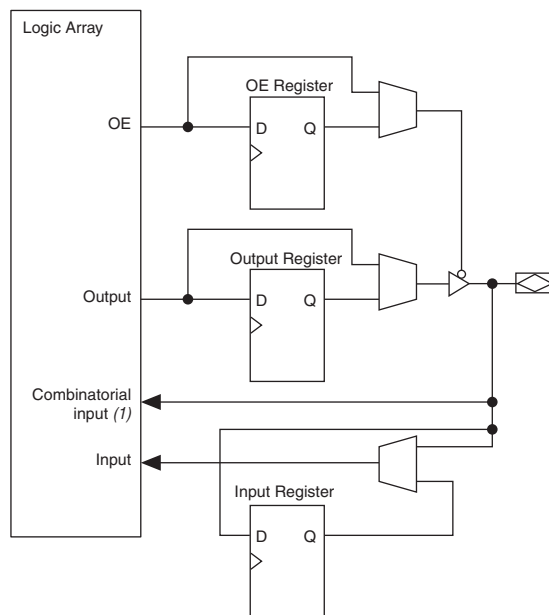 Logic Array
OE Register
OE
D Q
Output Register
Output
D Q
Combinatorial
input (1)
Input
Input Register
D Q